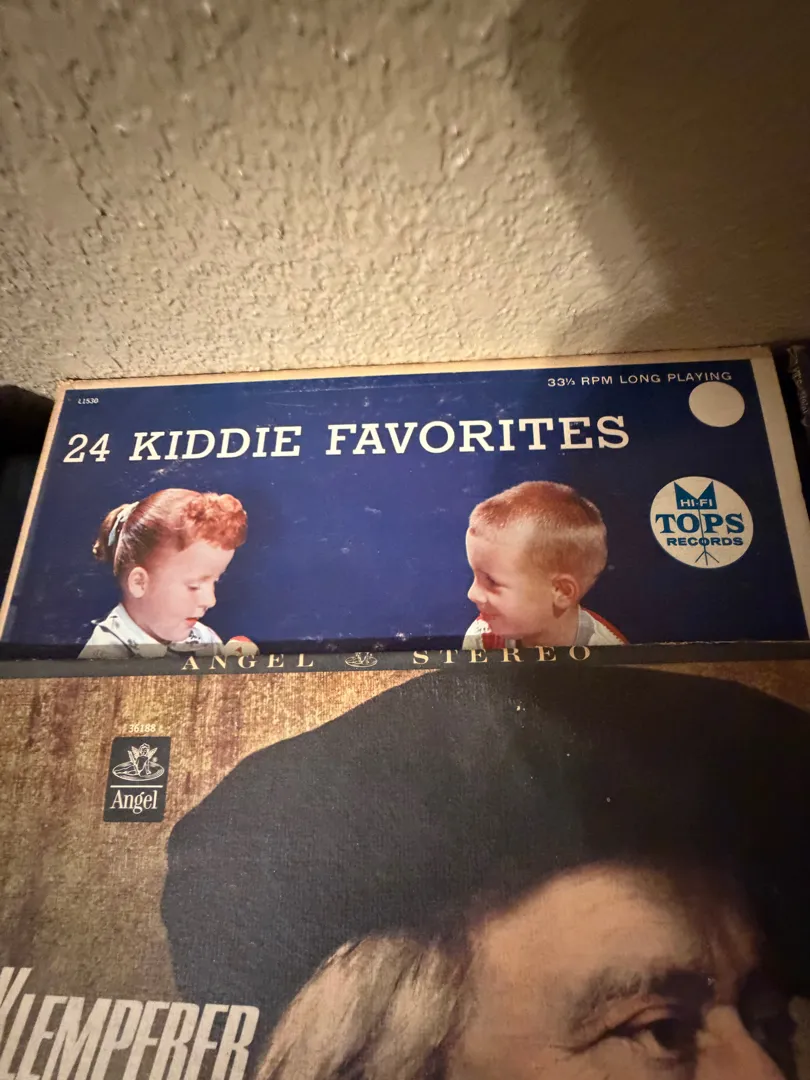 33⅓ RPM LONG PLAYING
L1530
24 KIDDIE FAVORITES
HI-FI
TOPS
RECORDS
ANGEL STEREO
36188
Angel
KLEMPERER